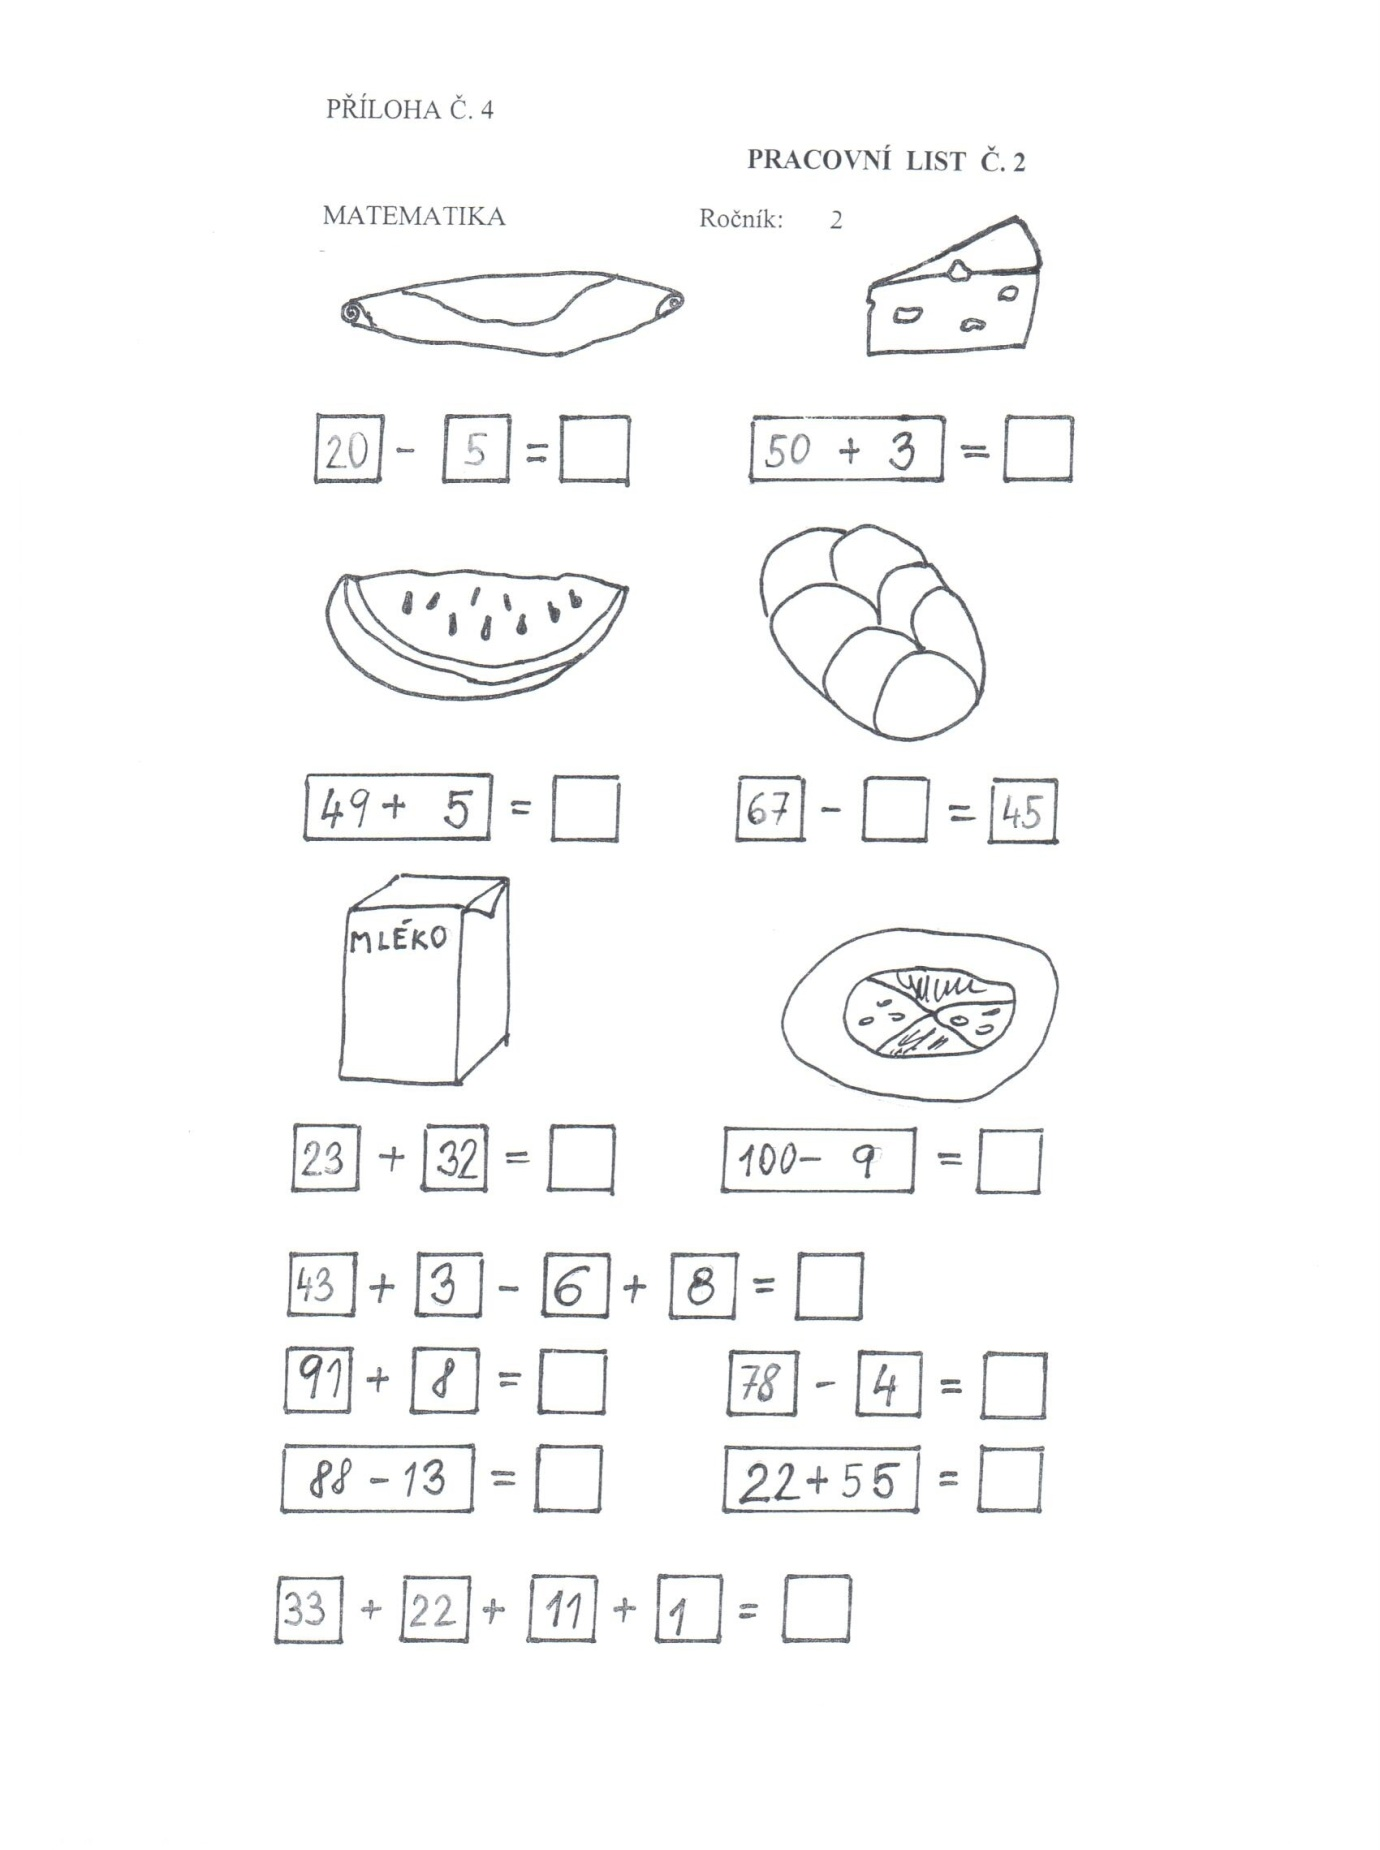 PŘÍLOHA Č. 4
PRACOVNÍ LIST Č. 2
MATEMATIKA Ročník: 2
20 - 5 = 50 + 3 =
49 + 5 = 67 - = 45
MLÉKO
23 + 32 = 100 - 9 =
43 + 3 - 6 + 8 =
91 + 8 = 78 - 4 =
88 - 13 = 22 + 55 =
33 + 22 + 11 + 1 =